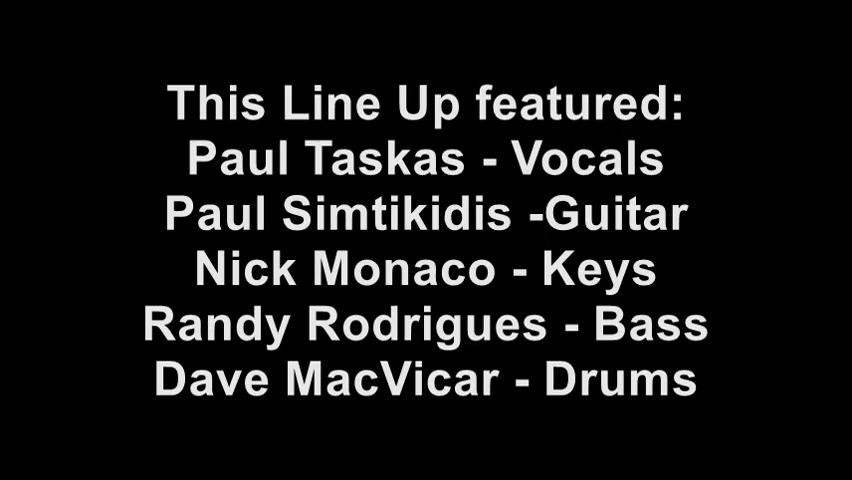 This Line Up featured:
Paul Taskas - Vocals
Paul Simtikidis -Guitar
Nick Monaco - Keys
Randy Rodrigues - Bass
Dave MacVicar - Drums